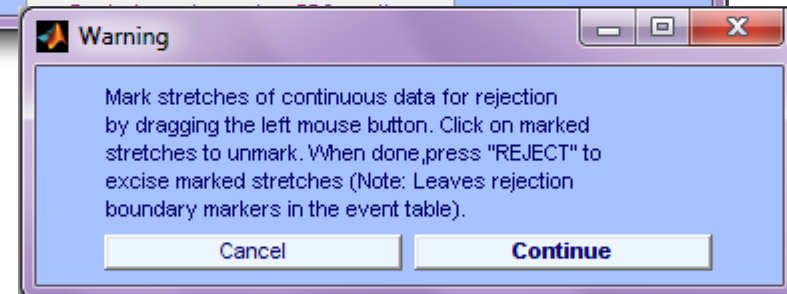 Warning
Mark stretches of continuous data for rejection
by dragging the left mouse button. Click on marked
stretches to unmark. When done,press "REJECT" to
excise marked stretches (Note: Leaves rejection
boundary markers in the event table).
Cancel
Continue